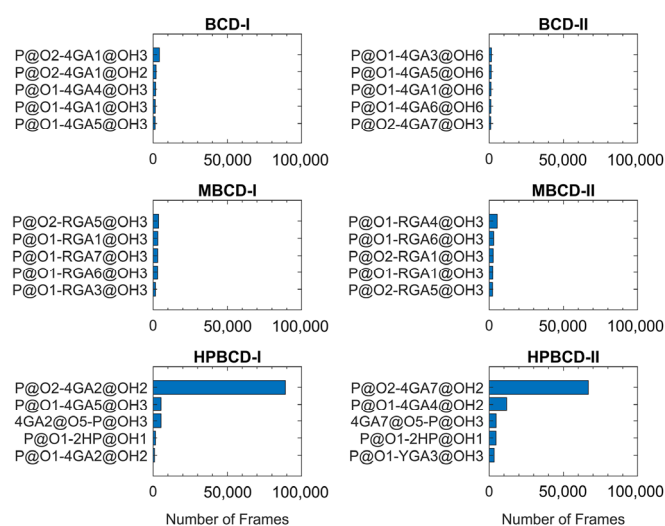 BCD-I
P@O2-4GA1@OH3
P@O2-4GA1@OH2
P@O1-4GA4@OH3
P@O1-4GA1@OH3
P@O1-4GA5@OH3
0 50,000 100,000
BCD-II
P@O1-4GA3@OH6
P@O1-4GA5@OH6
P@O1-4GA1@OH6
P@O1-4GA6@OH6
P@O2-4GA7@OH3
0 50,000 100,000
MBCD-I
P@O2-RGA5@OH3
P@O1-RGA1@OH3
P@O1-RGA7@OH3
P@O1-RGA6@OH3
P@O1-RGA3@OH3
0 50,000 100,000
MBCD-II
P@O1-RGA4@OH3
P@O1-RGA6@OH3
P@O2-RGA1@OH3
P@O1-RGA1@OH3
P@O2-RGA5@OH3
0 50,000 100,000
HPBCD-I
P@O2-4GA2@OH2
P@O1-4GA5@OH3
4GA2@O5-P@OH3
P@O1-2HP@OH1
P@O1-4GA2@OH2
0 50,000 100,000
Number of Frames
HPBCD-II
P@O2-4GA7@OH2
P@O1-4GA4@OH2
4GA7@O5-P@OH3
P@O1-2HP@OH1
P@O1-YGA3@OH3
0 50,000 100,000
Number of Frames